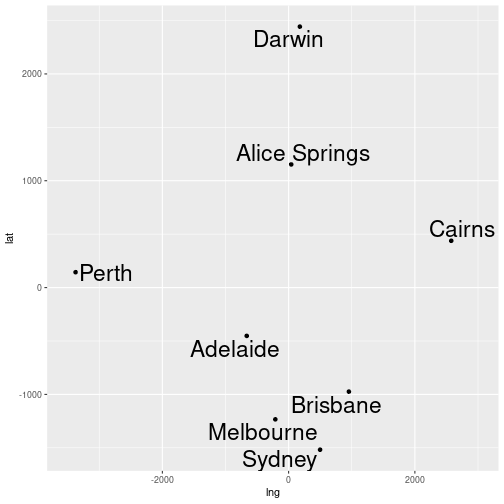 Darwin
2000
Alice Springs
1000
Cairns
lat
Perth
0
Adelaide
-1000
Brisbane
Melbourne
Sydney
-2000 0 2000
lng